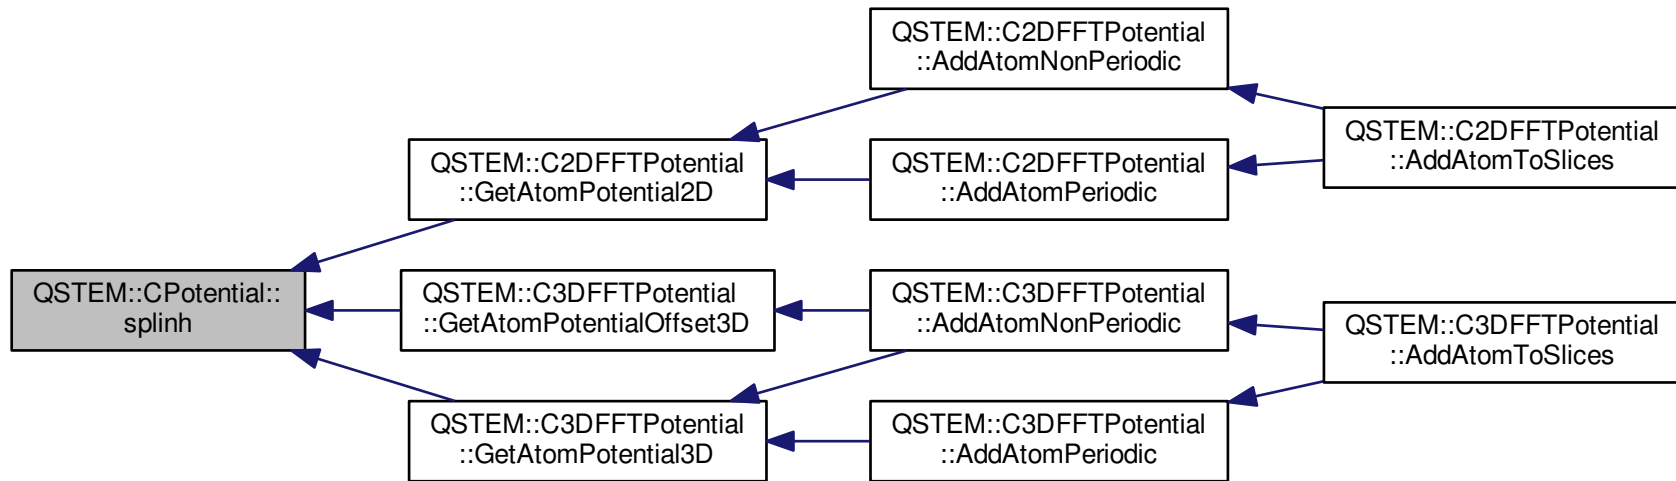 QSTEM::C2DFFTPotential
::AddAtomNonPeriodic
QSTEM::C2DFFTPotential
::AddAtomToSlices
QSTEM::C2DFFTPotential
::GetAtomPotential2D
QSTEM::C2DFFTPotential
::AddAtomPeriodic
QSTEM::CPotential::
splinh
QSTEM::C3DFFTPotential
::GetAtomPotentialOffset3D
QSTEM::C3DFFTPotential
::AddAtomNonPeriodic
QSTEM::C3DFFTPotential
::AddAtomToSlices
QSTEM::C3DFFTPotential
::GetAtomPotential3D
QSTEM::C3DFFTPotential
::AddAtomPeriodic